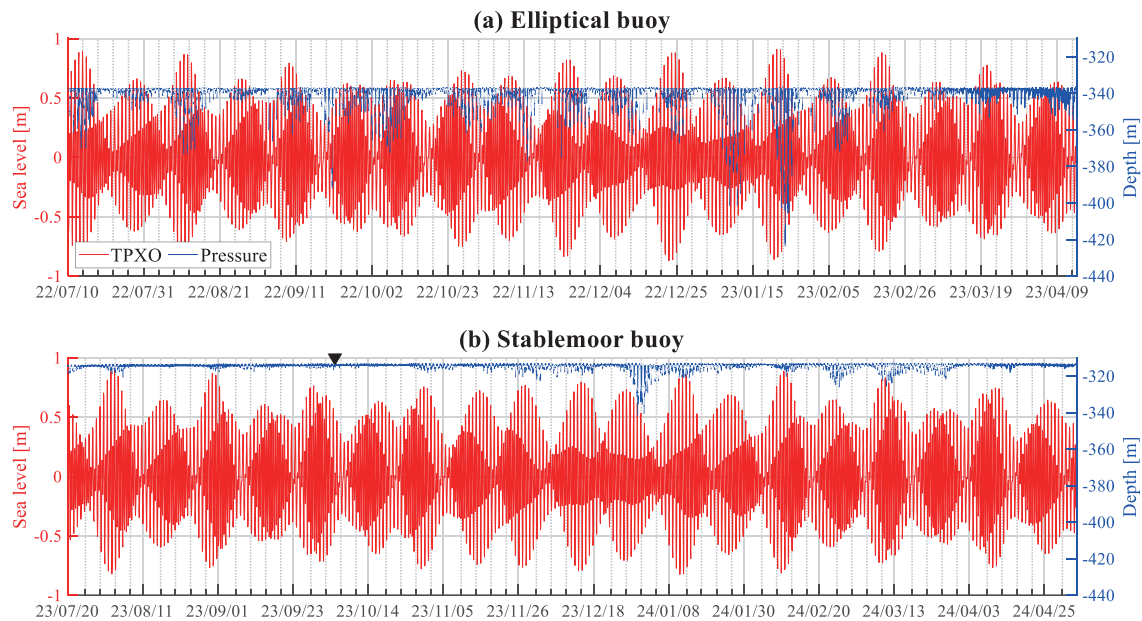 (a) Elliptical buoy
1
0.5
0
-0.5
-1
Sea level [m]
-320
-340
-360
-380
-400
-420
-440
Depth [m]
TPXO Pressure
22/07/10 22/07/31 22/08/21 22/09/11 22/10/02 22/10/23 22/11/13 22/12/04 22/12/25 23/01/15 23/02/05 23/02/26 23/03/19 23/04/09
(b) Stablemoor buoy
1
0.5
0
-0.5
-1
Sea level [m]
-320
-340
-360
-380
-400
-420
-440
Depth [m]
23/07/20 23/08/11 23/09/01 23/09/23 23/10/14 23/11/05 23/11/26 23/12/18 24/01/08 24/01/30 24/02/20 24/03/13 24/04/03 24/04/25